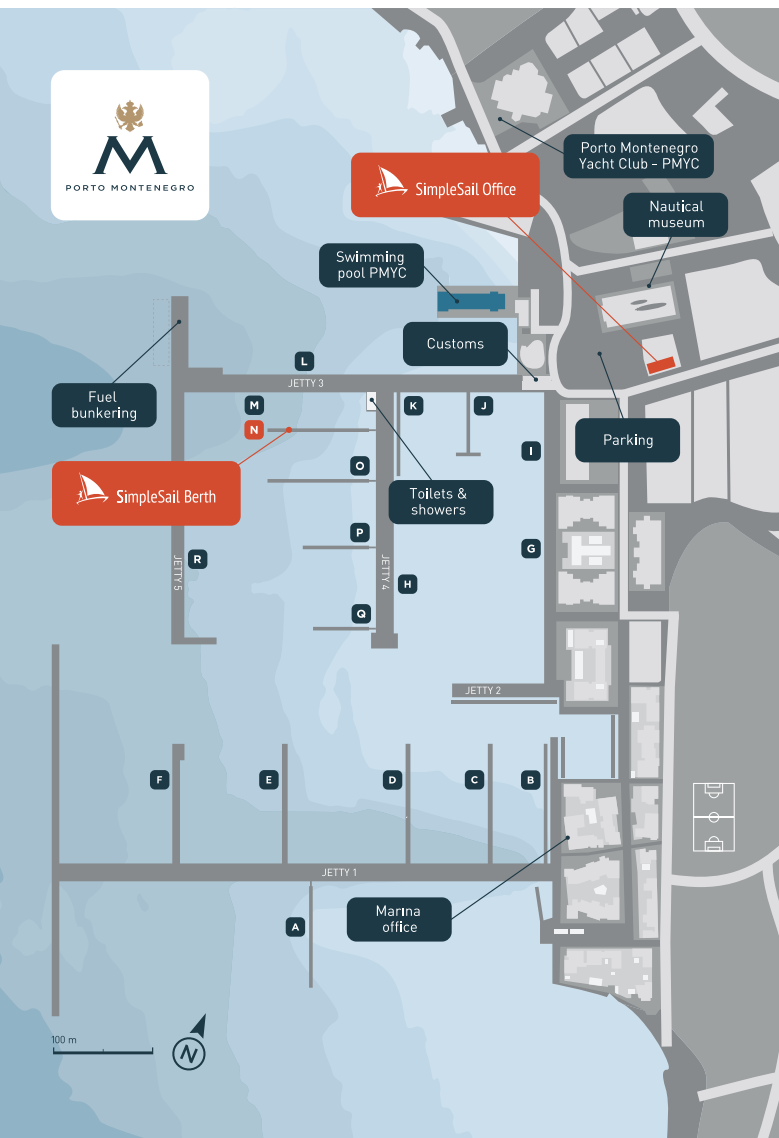 M
PORTO MONTENEGRO
Porto Montenegro
Yacht Club - PMYC
SimpleSail Office
Nautical
museum
Swimming
pool PMYC
Customs
L
JETTY 3
Fuel
bunkering
M
K
J
N
I
Parking
O
SimpleSail Berth
Toilets &
showers
P
G
R
JETTY 5
JETTY 4
H
Q
JETTY 2
F
E
D
C
B
JETTY 1
A
Marina
office
100 m
N